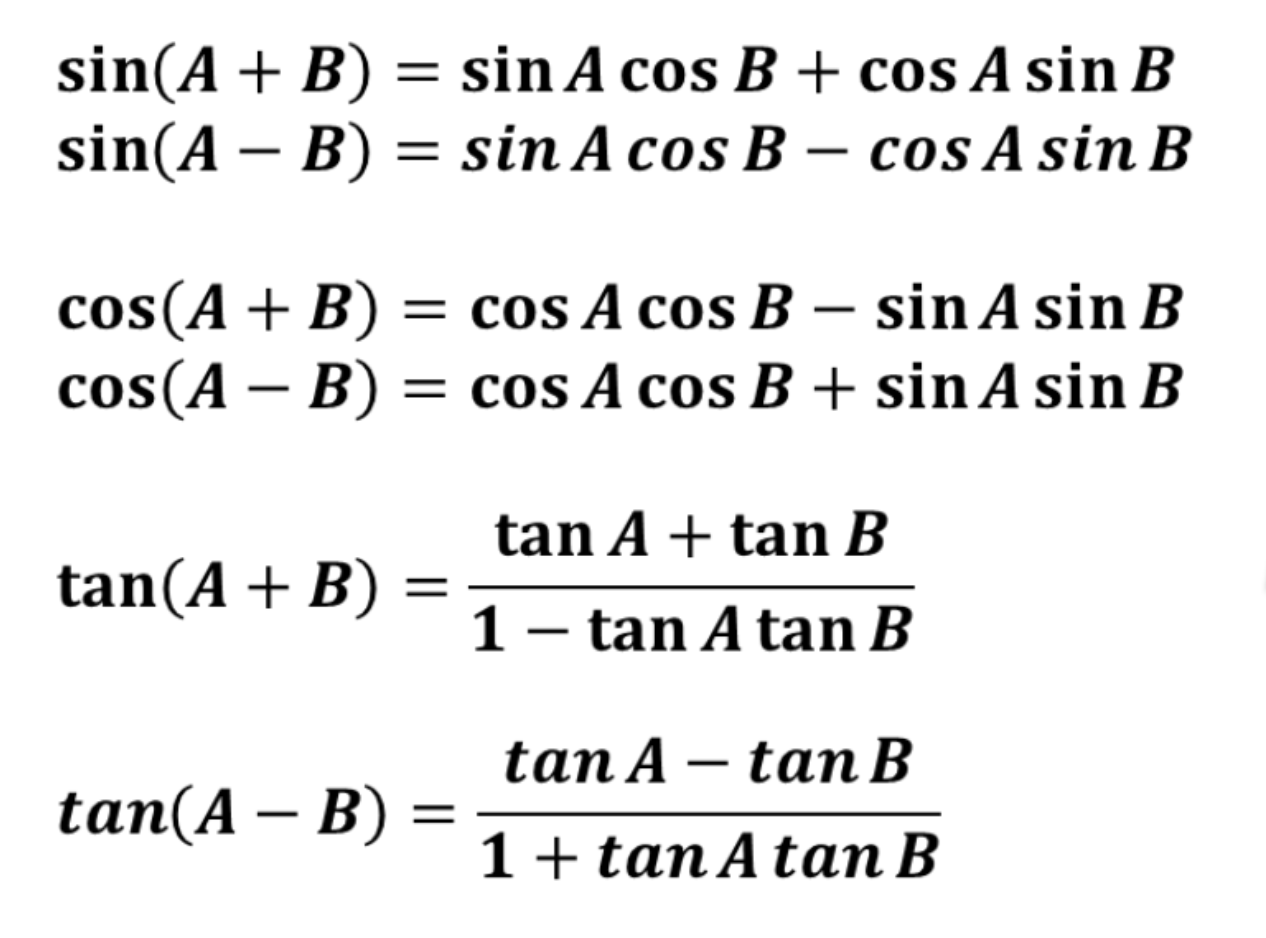 sin(A + B) = sin A cos B + cos A sin B
sin(A − B) = sin A cos B − cos A sin B
cos(A + B) = cos A cos B − sin A sin B
cos(A − B) = cos A cos B + sin A sin B
tan(A + B) = (tan A + tan B) / (1 − tan A tan B)
tan(A − B) = (tan A − tan B) / (1 + tan A tan B)